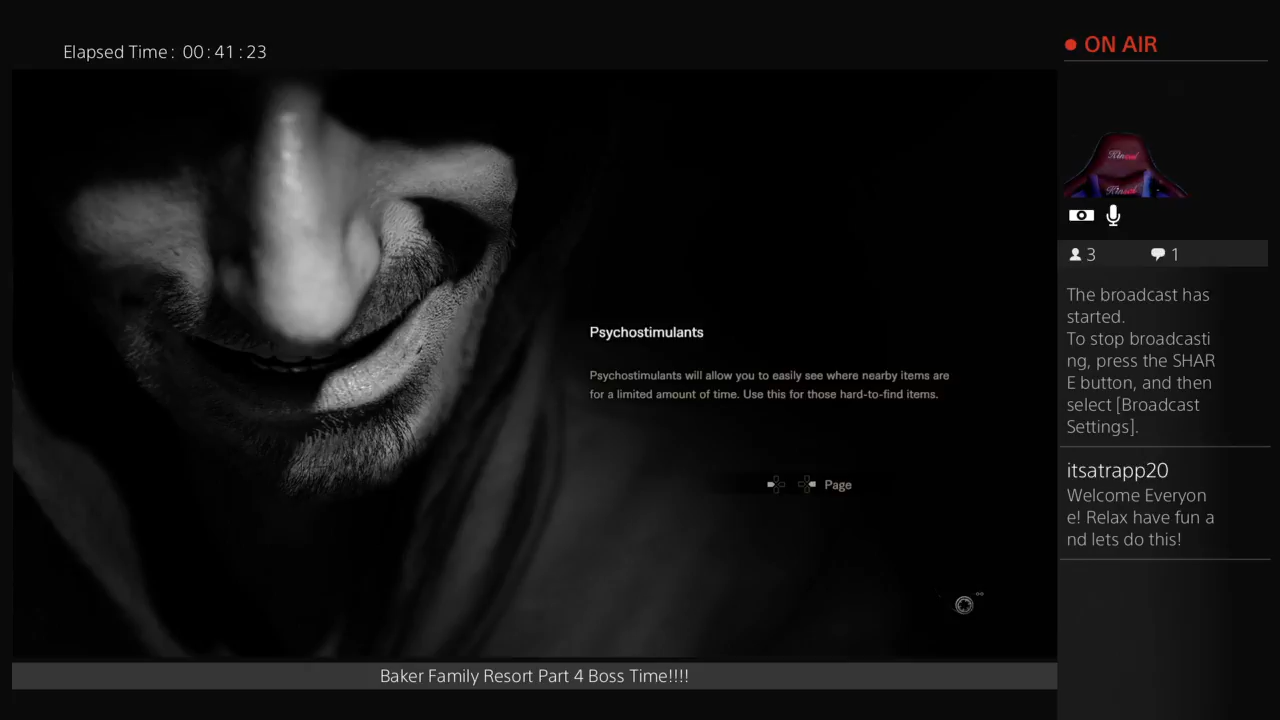 Elapsed Time: 00:41:23
ON AIR
Kinsal
Kinsal
3
1
The broadcast has
started.
To stop broadcasti
ng, press the SHAR
E button, and then
select [Broadcast
Settings].
itsatrapp20
Welcome Everyon
e! Relax have fun a
nd lets do this!
Psychostimulants
Psychostimulants will allow you to easily see where nearby items are
for a limited amount of time. Use this for those hard-to-find items.
Page
Baker Family Resort Part 4 Boss Time!!!!